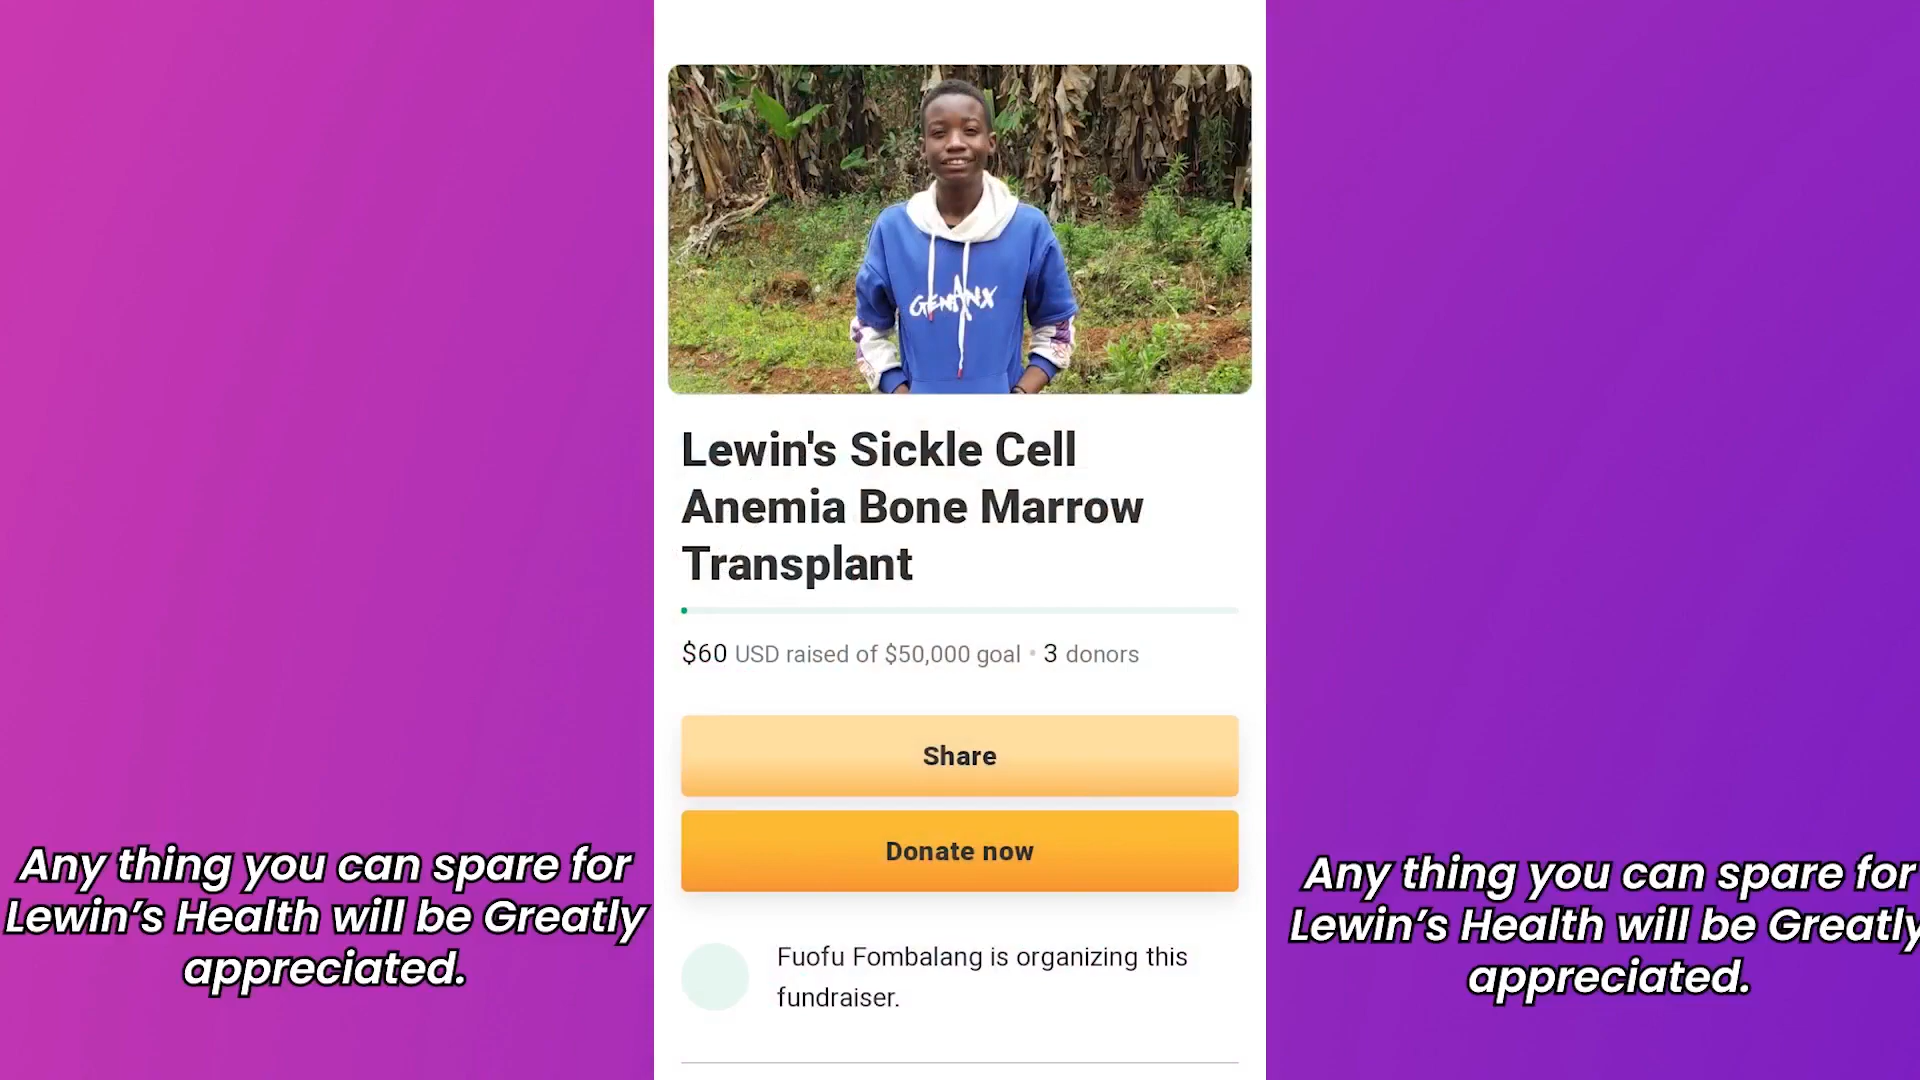 GENANX
Lewin's Sickle Cell
Anemia Bone Marrow
Transplant
$60 USD raised of $50,000 goal • 3 donors
Share
Donate now
Fuofu Fombalang is organizing this
fundraiser.
Any thing you can spare for
Lewin’s Health will be Greatly
appreciated.
Any thing you can spare for
Lewin’s Health will be Greatly
appreciated.